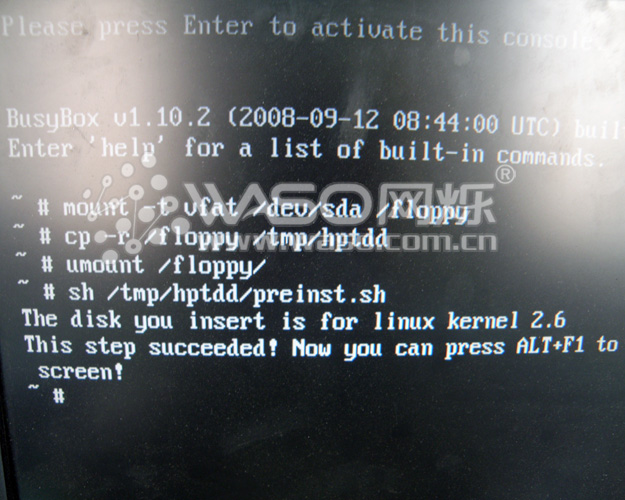 Please press Enter to activate this console.
BusyBox v1.10.2 (2008-09-12 08:44:00 UTC) buil
Enter 'help' for a list of built-in commands.
®
WASO网烁
~ # mount -t vfat /dev/sda /floppy
~ # cp -r /floppy /tmp/hptdd
www.waso.com.cn
~ # umount /floppy/
~ # sh /tmp/hptdd/preinst.sh
The disk you insert is for linux kernel 2.6
This step succeeded! Now you can press ALT+F1 to
screen!
~ #